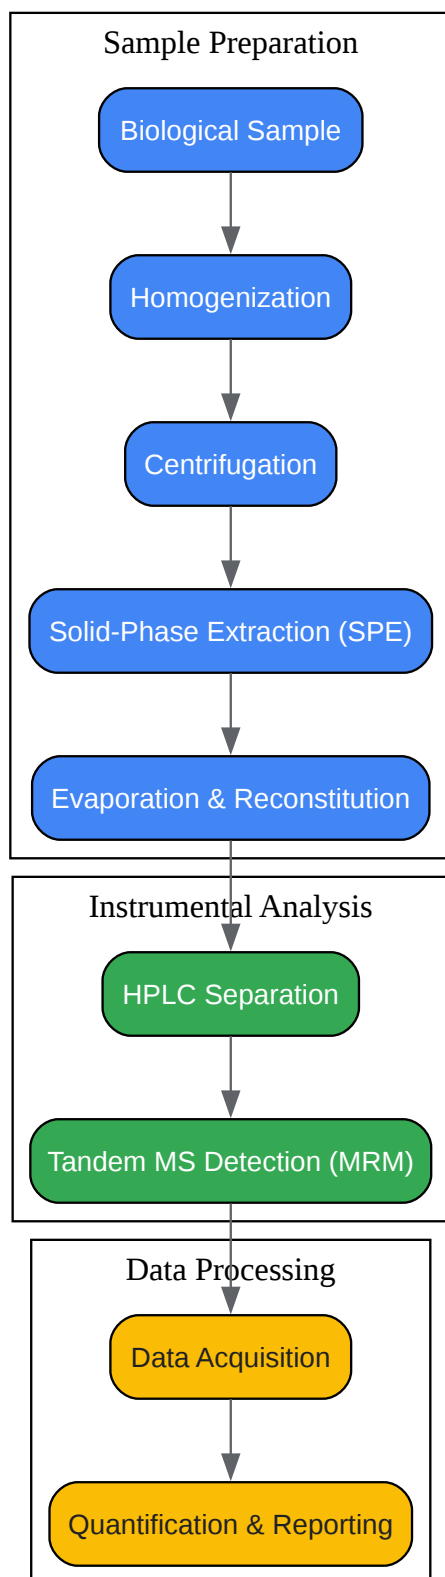 Sample Preparation
Biological Sample
Homogenization
Centrifugation
Solid-Phase Extraction (SPE)
Evaporation & Reconstitution
Instrumental Analysis
HPLC Separation
Tandem MS Detection (MRM)
Data Processing
Data Acquisition
Quantification & Reporting